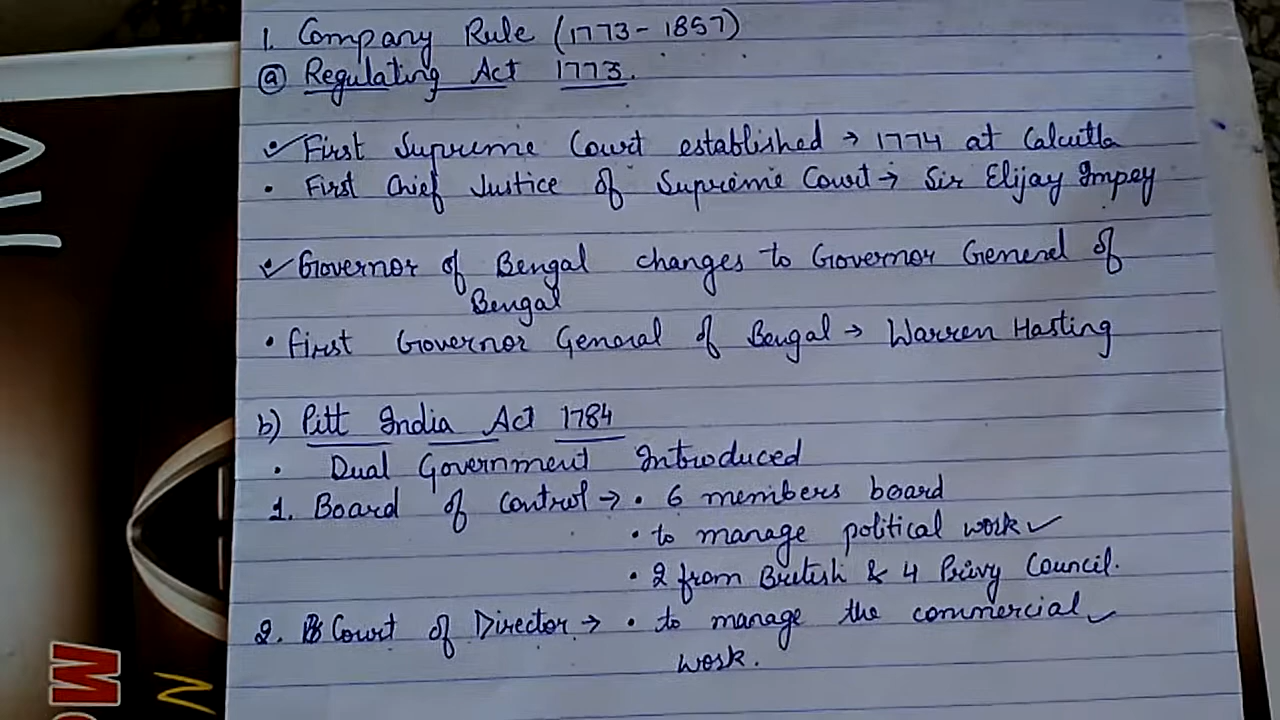 1. Company Rule (1773-1857)
ⓐ Regulating Act 1773.
✓ First Supreme Court established → 1774 at Calcutta
• First Chief Justice of Supreme Court → Sir Elijay Impey
✓ Governor of Bengal changes to Governor General of
Bengal
• First Governor General of Bengal → Warren Hasting
b) Pitt India Act 1784
• Dual Government Introduced
1. Board of Control → • 6 members board
• to manage political work ✓
• 2 from British & 4 Privy Council.
2. Court of Director → • to manage the commercial ✓
work.